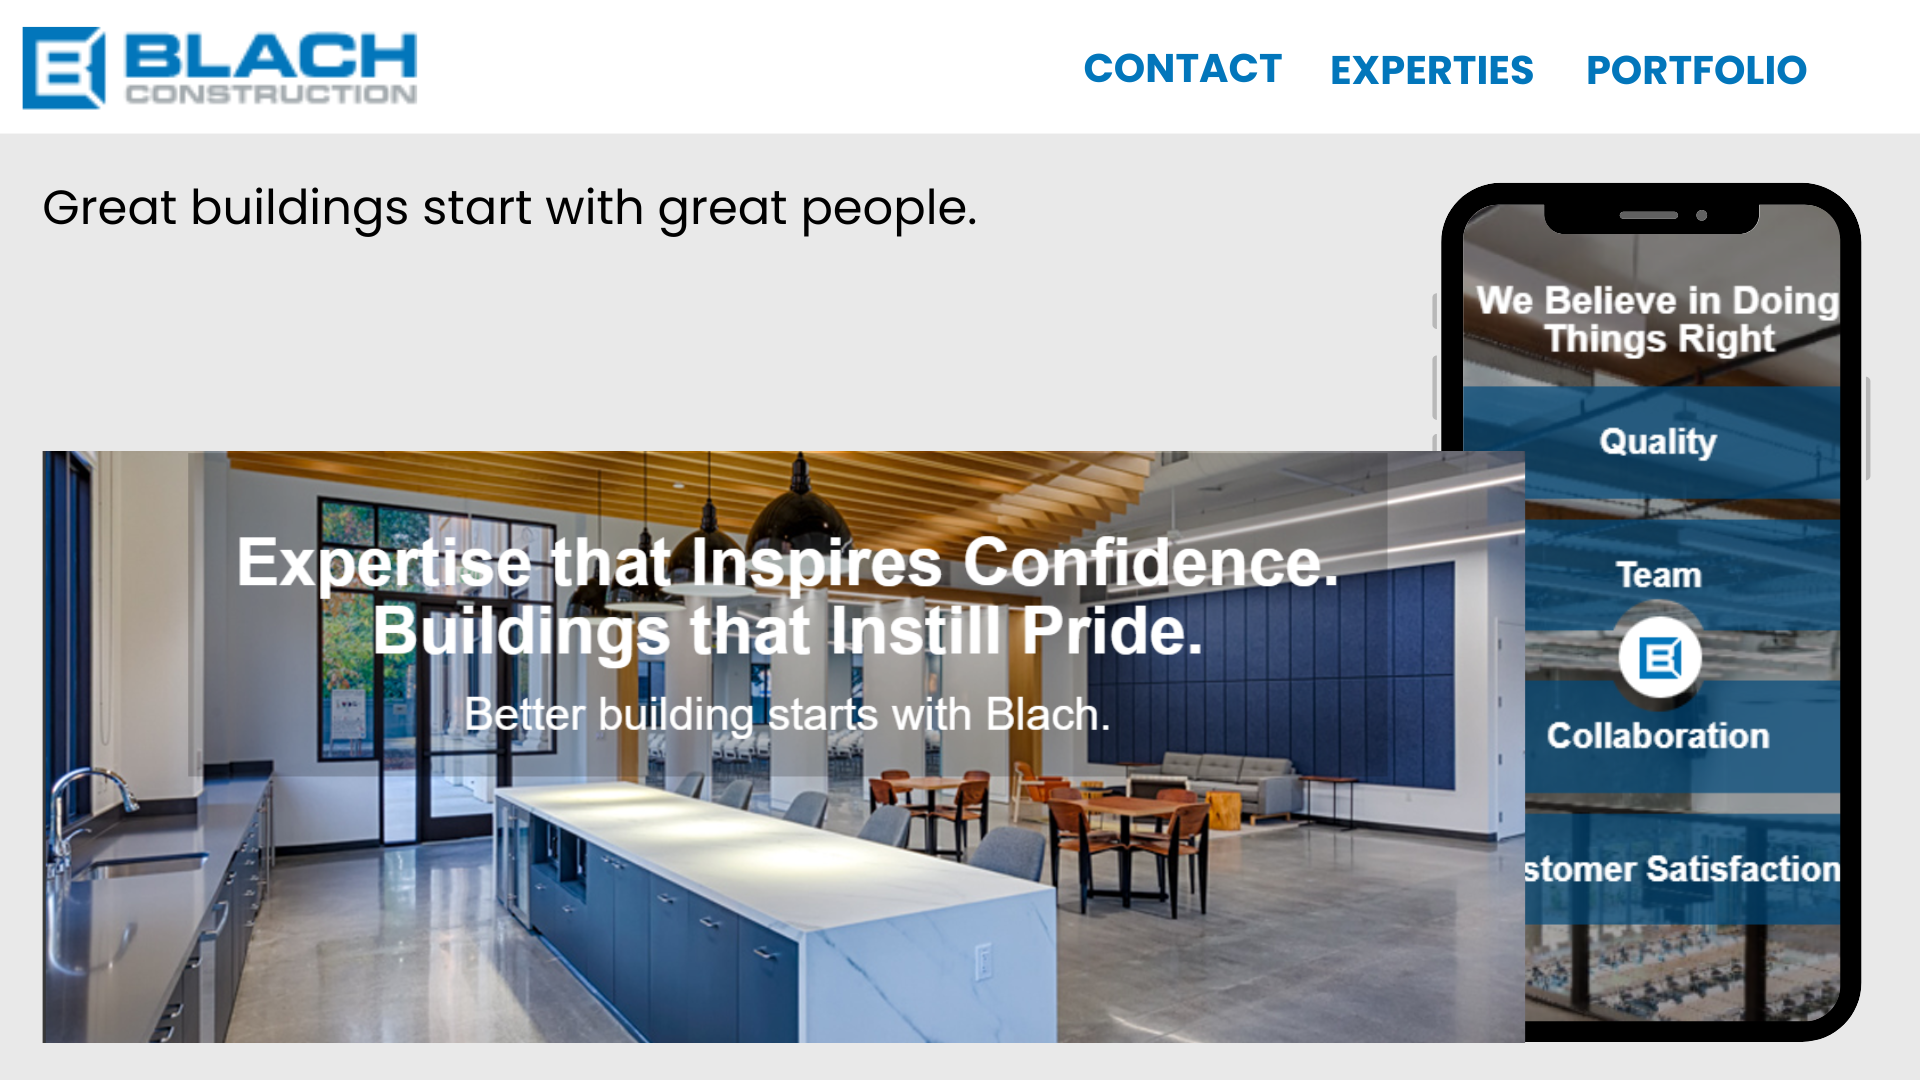 BLACH
CONSTRUCTION
CONTACT EXPERTIES PORTFOLIO
Great buildings start with great people.
We Believe in Doing
Things Right
Quality
Team
Collaboration
stomer Satisfaction
Expertise that Inspires Confidence.
Buildings that Instill Pride.
Better building starts with Blach.